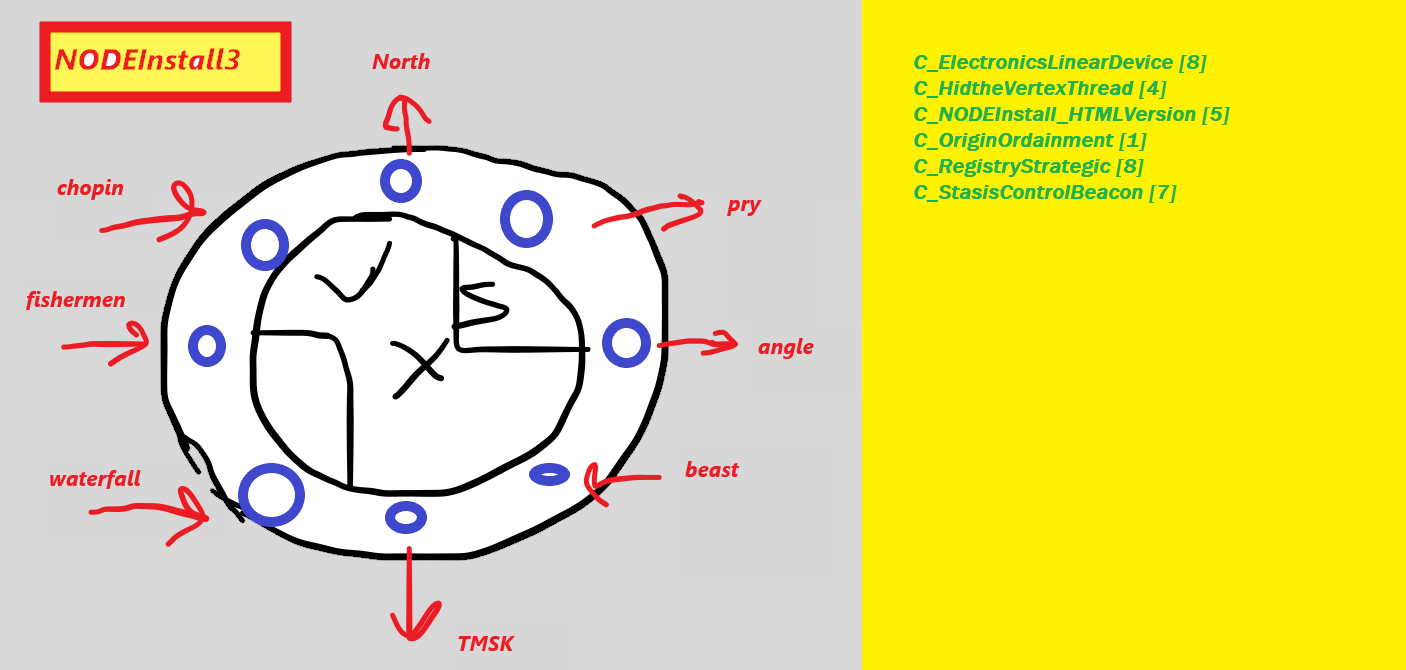 NODEInstall3
North
chopin
pry
fishermen
angle
waterfall
beast
TMSK
C_ElectronicsLinearDevice [8]
C_HidtheVertexThread [4]
C_NODEInstall_HTMLVersion [5]
C_OriginOrdainment [1]
C_RegistryStrategic [8]
C_StasisControlBeacon [7]